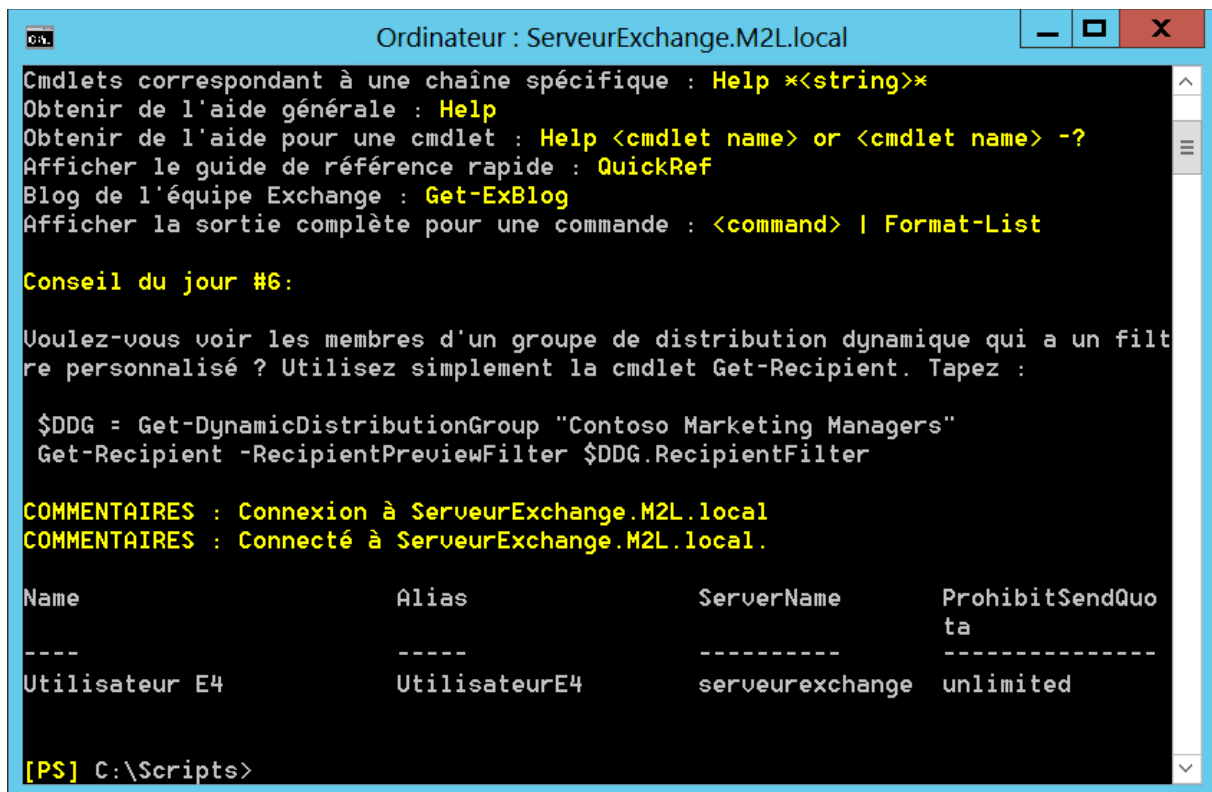 Ordinateur : ServeurExchange.M2L.local
Cmdlets correspondant à une chaîne spécifique : Help *<string>*
Obtenir de l'aide générale : Help
Obtenir de l'aide pour une cmdlet : Help <cmdlet name> or <cmdlet name> -?
Afficher le guide de référence rapide : QuickRef
Blog de l'équipe Exchange : Get-ExBlog
Afficher la sortie complète pour une commande : <command> | Format-List
Conseil du jour #6:
Voulez-vous voir les membres d'un groupe de distribution dynamique qui a un filt
re personnalisé ? Utilisez simplement la cmdlet Get-Recipient. Tapez :
$DDG = Get-DynamicDistributionGroup "Contoso Marketing Managers"
Get-Recipient -RecipientPreviewFilter $DDG.RecipientFilter
COMMENTAIRES : Connexion à ServeurExchange.M2L.local
COMMENTAIRES : Connecté à ServeurExchange.M2L.local.
Name Alias ServerName ProhibitSendQuo
ta
---- ----- ---------- ---------------
Utilisateur E4 UtilisateurE4 serveurexchange unlimited
[PS] C:\Scripts>